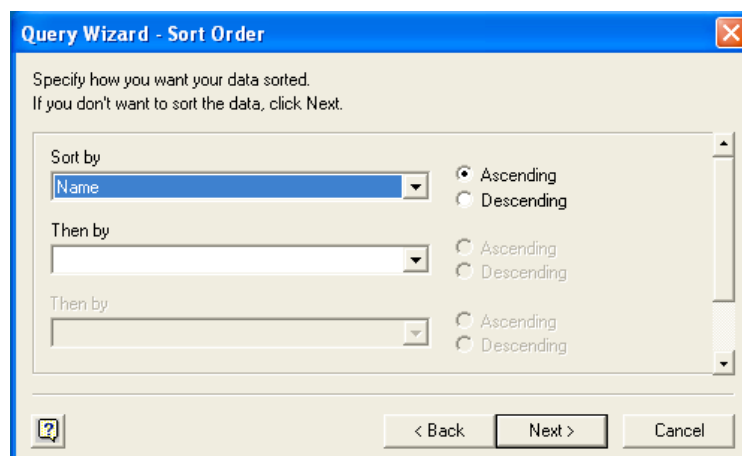 Query Wizard - Sort Order
Specify how you want your data sorted.
If you don't want to sort the data, click Next.
Sort by
Name
Ascending
Descending
Then by
Ascending
Descending
Then by
Ascending
Descending
?
< Back
Next >
Cancel